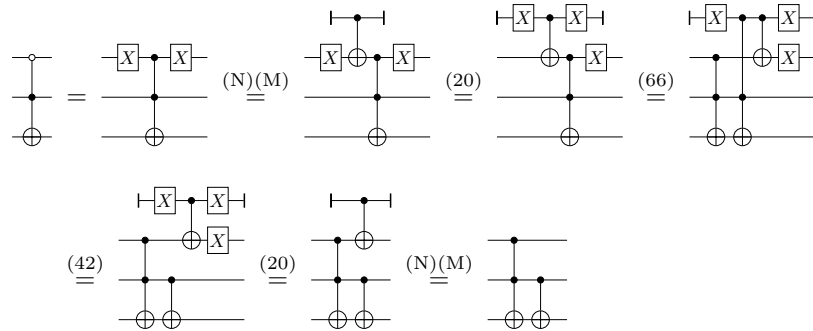 X X X X X X X X X
= (N)(M) = X X (20) = X (66) = X
X X
(42) = X (20) = (N)(M) =